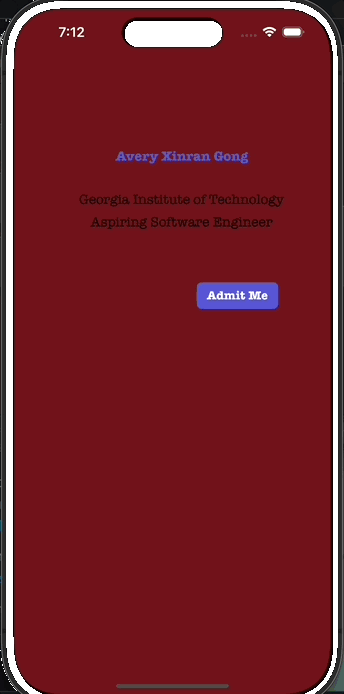 7:12
Avery Xinran Gong
Georgia Institute of Technology
Aspiring Software Engineer
Admit Me